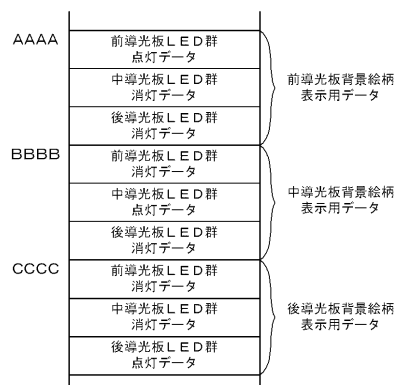 AAAA
前導光板LED群
点灯データ
中導光板LED群
消灯データ
後導光板LED群
消灯データ
前導光板背景絵柄
表示用データ
BBBB
前導光板LED群
消灯データ
中導光板LED群
点灯データ
後導光板LED群
消灯データ
中導光板背景絵柄
表示用データ
CCCC
前導光板LED群
消灯データ
中導光板LED群
消灯データ
後導光板LED群
点灯データ
後導光板背景絵柄
表示用データ